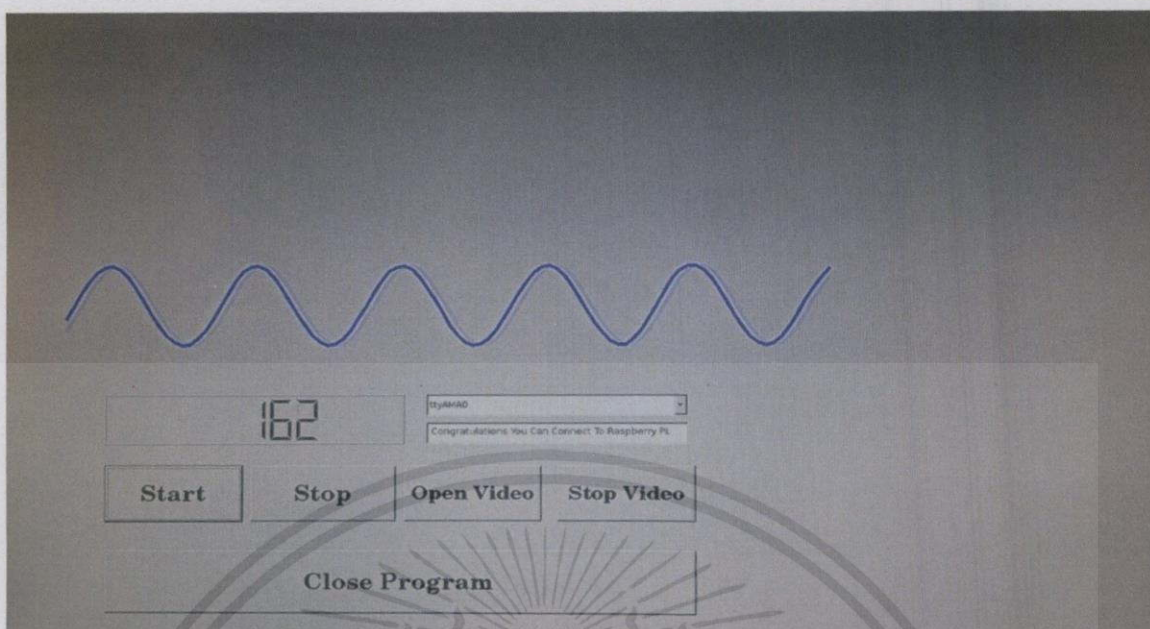 162
ttyAMA0
Congratulations You Can Connect To Raspberry PI.
Start
Stop
Open Video
Stop Video
Close Program